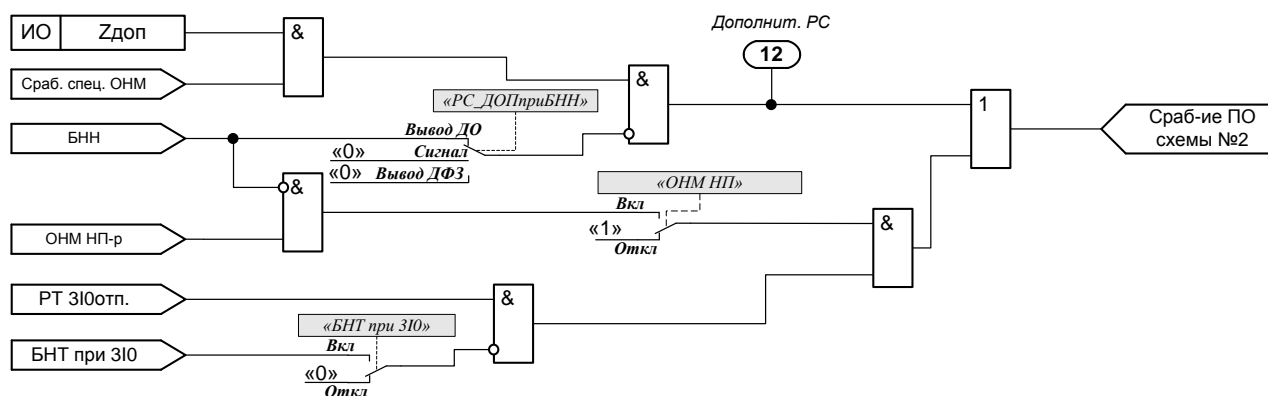 Дополнит. РС
12
ИО Zдоп
&
Сраб. спец. ОНМ
&
«РС_ДОПприБНН»
1
БНН
Вывод ДО
Сраб-ие ПО
схемы №2
«0» Сигнал
«0» Вывод ДФЗ
&
«ОНМ НП»
Вкл
&
ОНМ НП-р
«1»
Откл
РТ 3I0отп.
&
«БНТ при 3I0»
Вкл
БНТ при 3I0
«0»
Откл